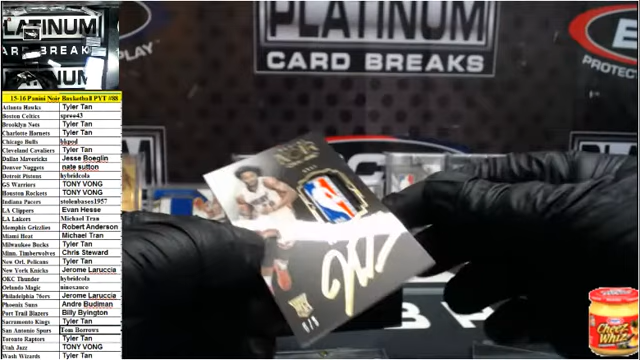 PLATINUM
CARD BREAKS
PLATINUM
CARD BREAKS
PLAY
PROTEC
15-16 Panini Noir Basketball PYT #88
Atlanta Hawks Tyler Tan
Boston Celtics spree43
Brooklyn Nets Tyler Tan
Charlotte Hornets Tyler Tan
Chicago Bulls
Cleveland Cavaliers Tyler Tan
Dallas Mavericks Jesse Boeglin
Denver Nuggets nate sutton
Detroit Pistons hybridcola
GS Warriors TONY VONG
Houston Rockets TONY VONG
Indiana Pacers stolenbases1957
LA Clippers Evan Hesse
LA Lakers Michael Tran
Memphis Grizzlies Robert Anderson
Miami Heat Michael Tran
Milwaukee Bucks Tyler Tan
Minn. Timberwolves Chris Steward
New Orl. Pelicans Tyler Tan
New York Knicks Jerome Laruccia
OKC Thunder hybridcola
Orlando Magic ninosauce
Philadelphia 76ers Jerome Laruccia
Phoenix Suns Andre Budiman
Port Trail Blazers Billy Byington
Sacramento Kings Tyler Tan
San Antonio Spurs Tom Borrows
Toronto Raptors Tyler Tan
Utah Jazz TONY VONG
Wash Wizards Tyler Tan
NOIR
RC
Cheez
Whiz